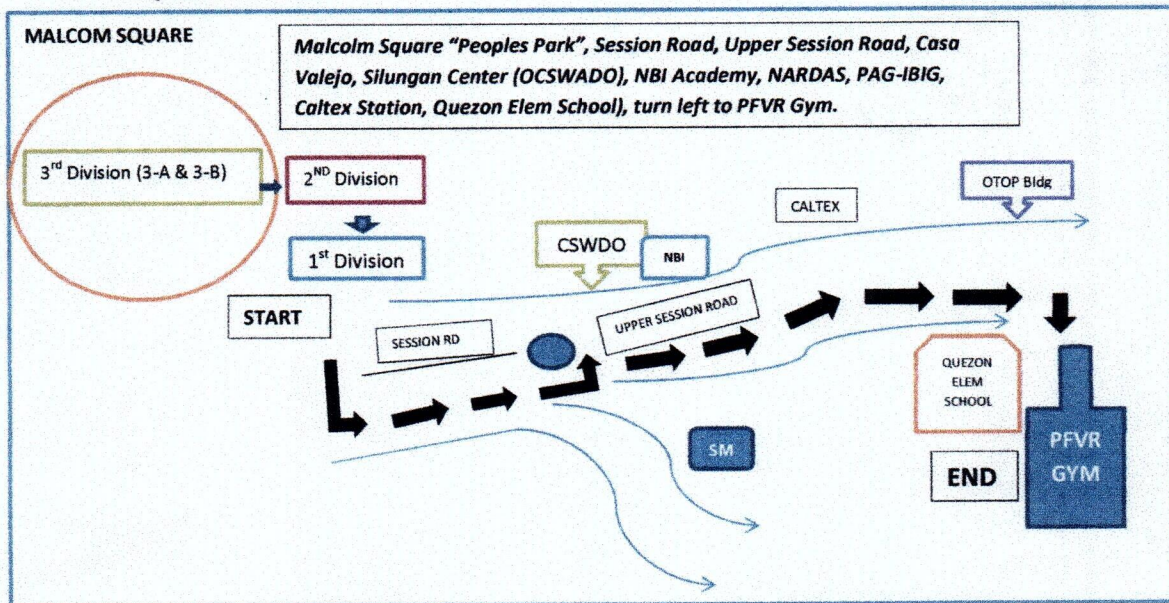 MALCOM SQUARE
Malcolm Square “Peoples Park”, Session Road, Upper Session Road, Casa
Valejo, Silungan Center (OCSWADO), NBI Academy, NARDAS, PAG-IBIG,
Caltex Station, Quezon Elem School), turn left to PFVR Gym.
3rd Division (3-A & 3-B)
2ND Division
1st Division
START
SESSION RD
CSWDO
NBI
UPPER SESSION ROAD
CALTEX
OTOP Bldg
SM
QUEZON
ELEM
SCHOOL
END
PFVR
GYM